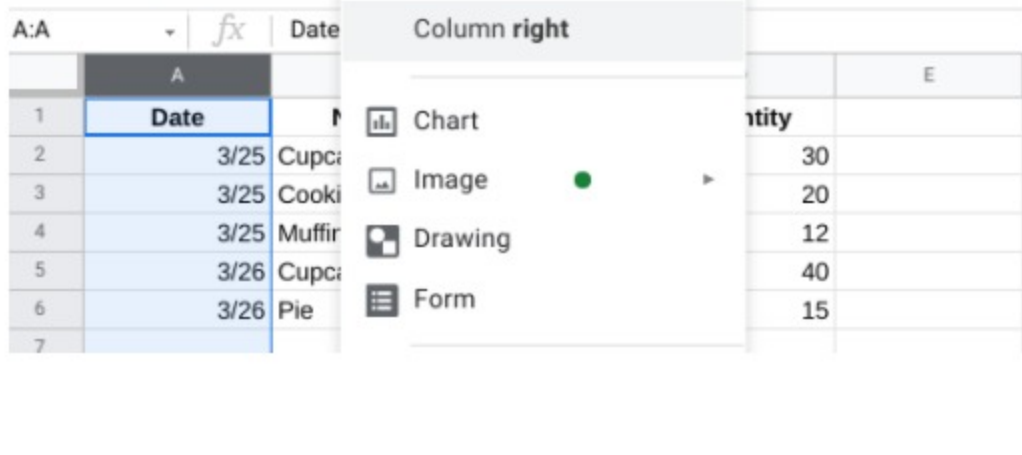 A:A fx Date
Column right
A E
1 Date ntity
2 3/25 Cupca 30
3 3/25 Cooki 20
4 3/25 Muffin 12
5 3/26 Cupca 40
6 3/26 Pie 15
7
Chart
Image
Drawing
Form